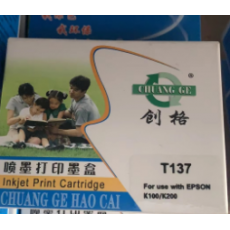 CHUANG GE
创格
T137
For use with EPSON
K100/K200
喷墨打印墨盒
Inkjet Print Cartridge
CHUANG GE HAO CAI